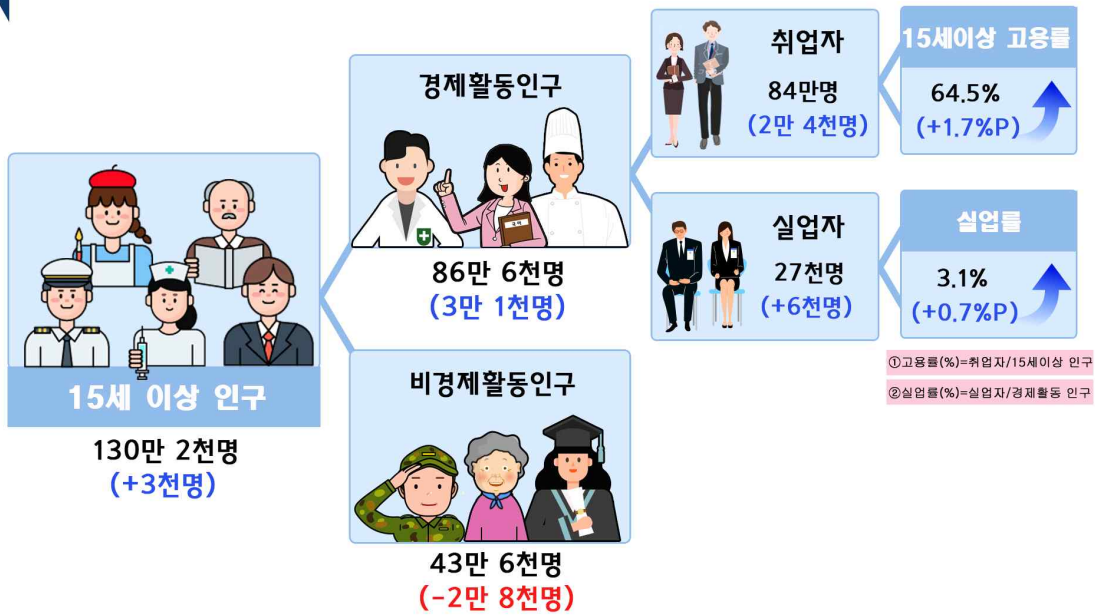 15세 이상 인구
130만 2천명
(+3천명)
경제활동인구
86만 6천명
(3만 1천명)
비경제활동인구
43만 6천명
(-2만 8천명)
취업자
84만명
(2만 4천명)
실업자
27천명
(+6천명)
15세이상 고용률
64.5%
(+1.7%P)
실업률
3.1%
(+0.7%P)
①고용률(%)=취업자/15세이상 인구
②실업률(%)=실업자/경제활동 인구